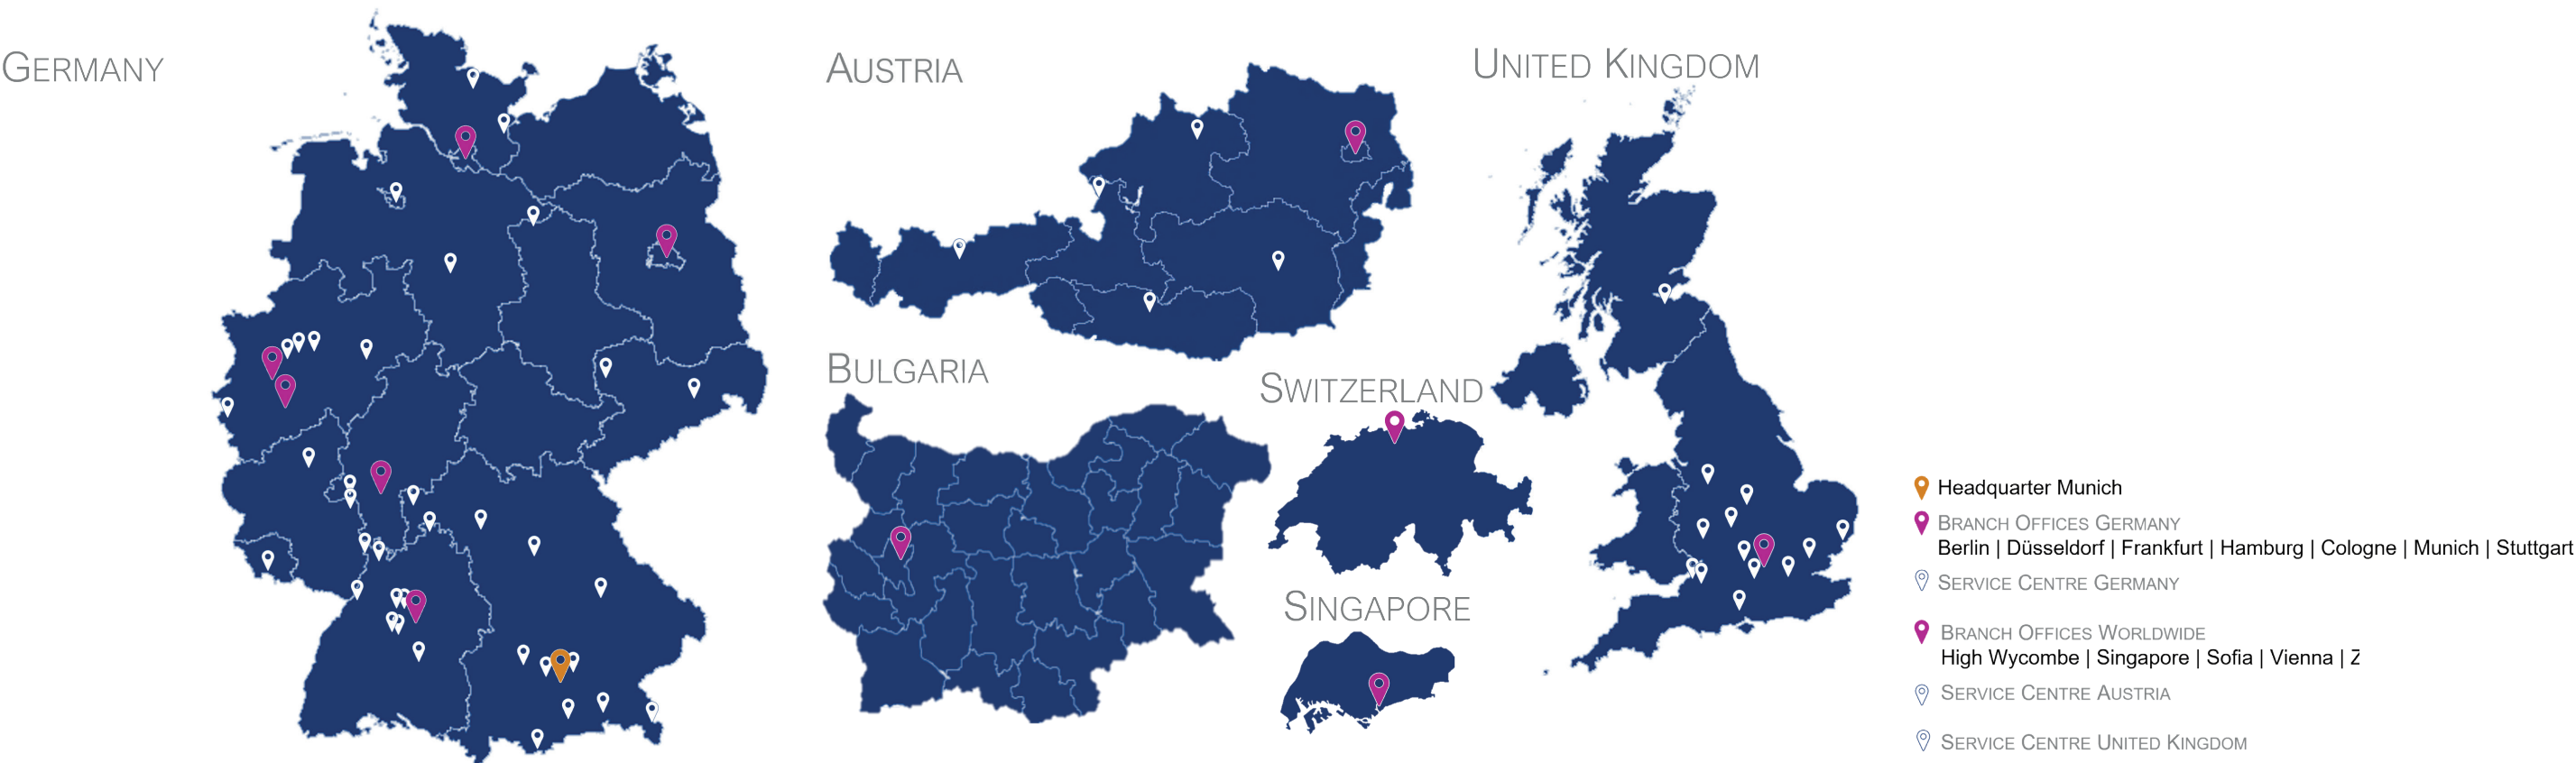 GERMANY
AUSTRIA
UNITED KINGDOM
BULGARIA
SWITZERLAND
SINGAPORE
Headquarter Munich
BRANCH OFFICES GERMANY
Berlin | Düsseldorf | Frankfurt | Hamburg | Cologne | Munich | Stuttgart
SERVICE CENTRE GERMANY
BRANCH OFFICES WORLDWIDE
High Wycombe | Singapore | Sofia | Vienna | Z
SERVICE CENTRE AUSTRIA
SERVICE CENTRE UNITED KINGDOM